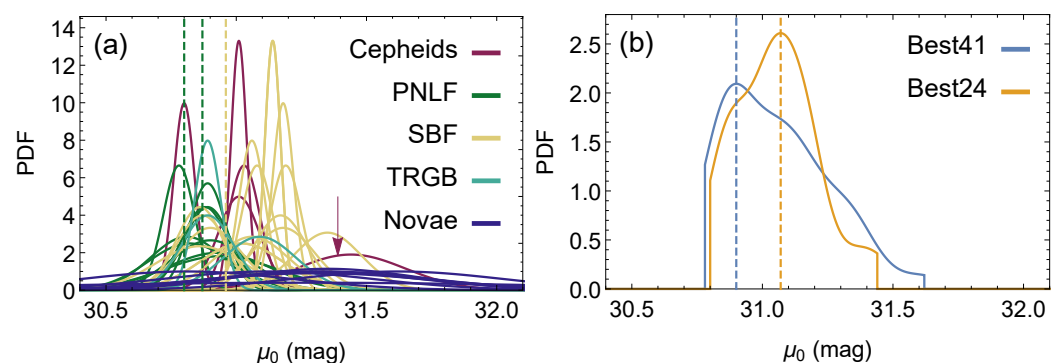 (a)
Cepheids
PNLF
SBF
TRGB
Novae
PDF
14
12
10
8
6
4
2
0
30.5 31.0 31.5 32.0
μ0 (mag)
(b)
Best41
Best24
PDF
2.5
2.0
1.5
1.0
0.5
0.0
30.5 31.0 31.5 32.0
μ0 (mag)